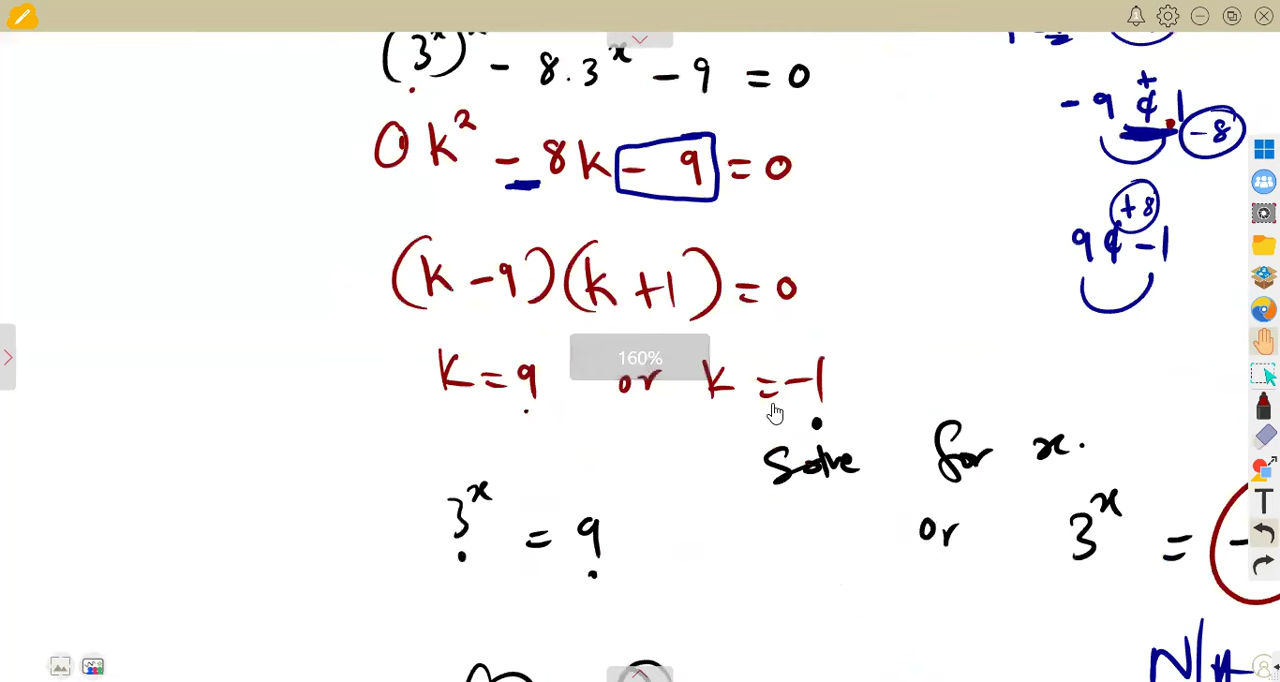 (3^x)^x - 8.3^x - 9 = 0
k² - 8k - 9 = 0
(k - 9)(k + 1) = 0
k = 9 or k = -1
160%
Solve for x.
3^x = 9 or 3^x = -
N/A
-9 & +1 -8
+8
9 & -1
T